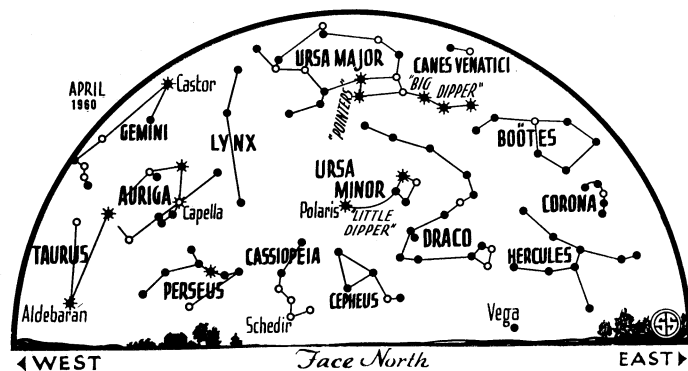 APRIL
1960
URSA MAJOR
CANES VENATICI
Castor
"BIG
DIPPER"
"POINTERS"
GEMINI
LYNX
BOÖTES
URSA
MINOR
AURIGA
Capella
Polaris
"LITTLE
DIPPER"
CORONA
DRACO
TAURUS
CASSIOPEIA
HERCULES
PERSEUS
CEPHEUS
Aldebaran
Schedir
Vega
WEST
Face North
EAST